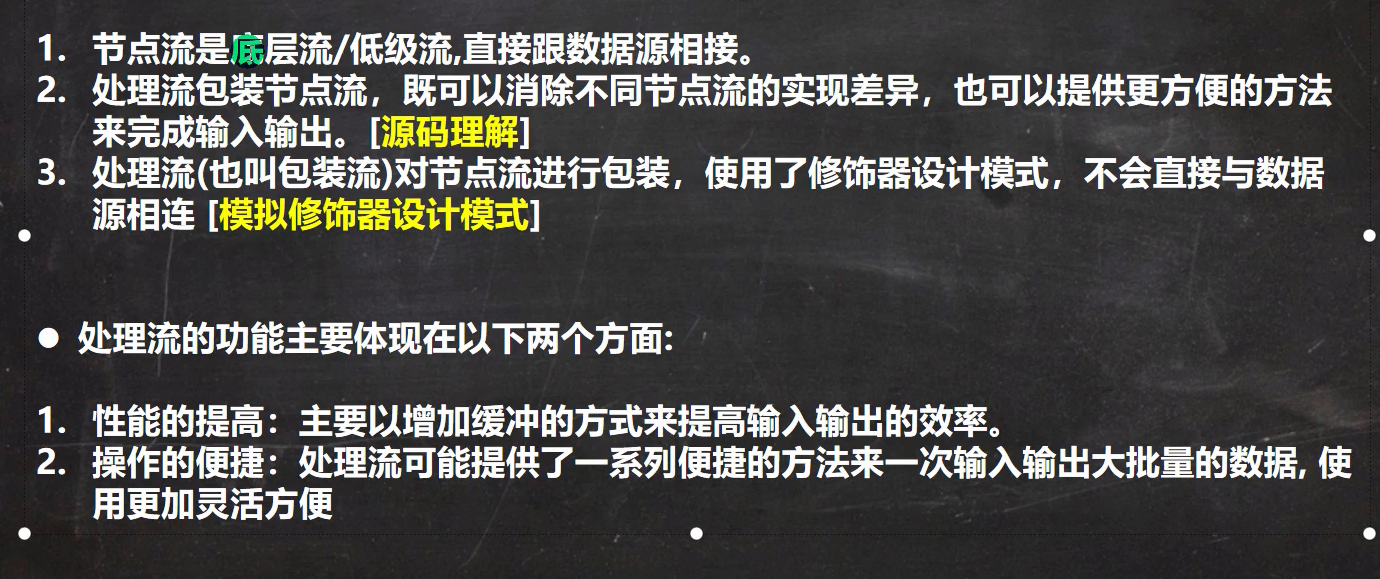 1. 节点流是底层流/低级流,直接跟数据源相接。
2. 处理流包装节点流，既可以消除不同节点流的实现差异，也可以提供更方便的方法
来完成输入输出。[源码理解]
3. 处理流(也叫包装流)对节点流进行包装，使用了修饰器设计模式，不会直接与数据
源相连 [模拟修饰器设计模式]
● 处理流的功能主要体现在以下两个方面:
1. 性能的提高：主要以增加缓冲的方式来提高输入输出的效率。
2. 操作的便捷：处理流可能提供了一系列便捷的方法来一次输入输出大批量的数据, 使
用更加灵活方便